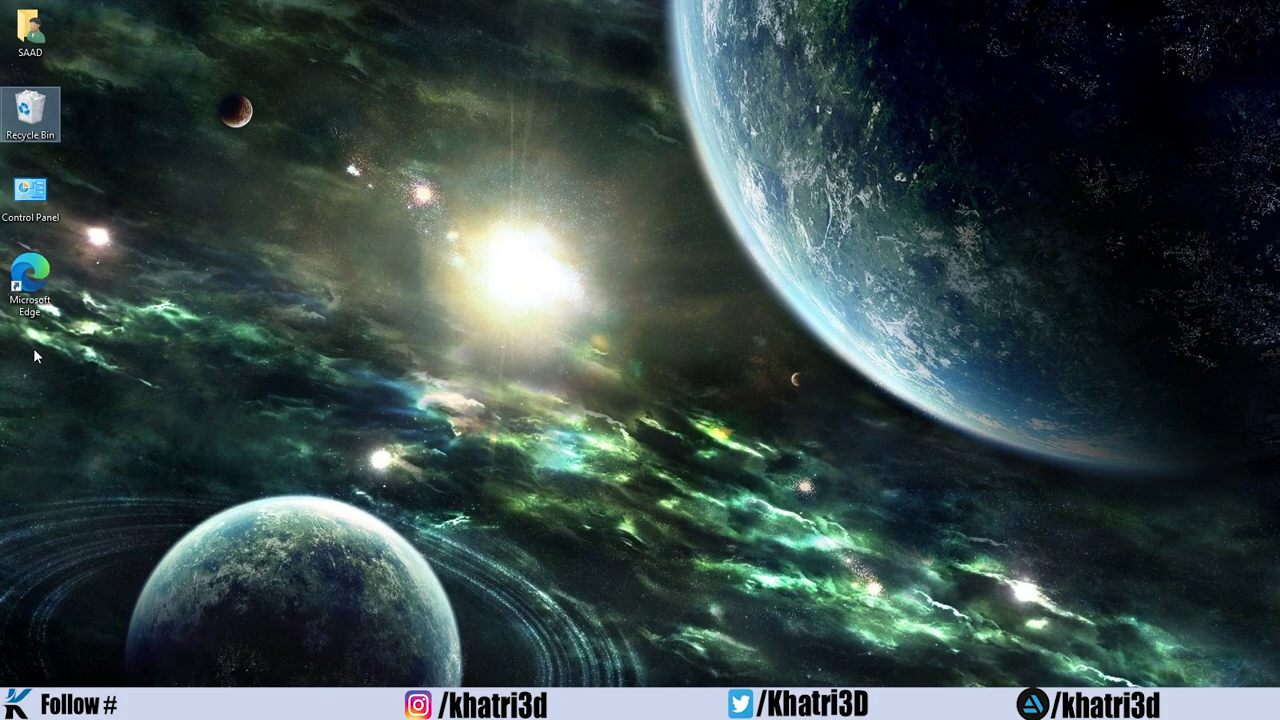 SAAD
Recycle Bin
Control Panel
Microsoft
Edge
Follow #
/khatri3d
/Khatri3D
/khatri3d